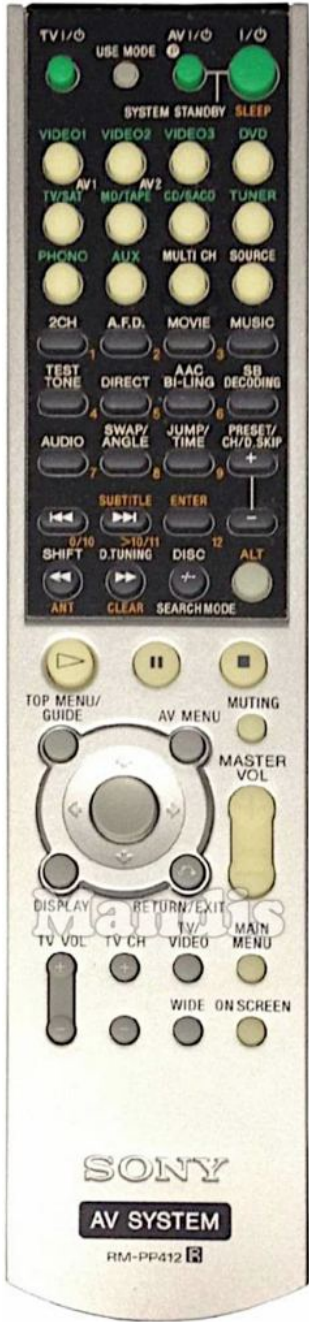 TV I/⏻ AV I/⏻ I/⏻
USE MODE P
SYSTEM STANDBY SLEEP
VIDEO1 VIDEO2 VIDEO3 DVD
AV1 AV2
TV/SAT MD/TAPE CD/SACD TUNER
PHONO AUX MULTI CH SOURCE
2CH A.F.D. MOVIE MUSIC
1 2 3
TEST TONE DIRECT AAC BI-LING SB DECODING
4 5 6
AUDIO SWAP/ANGLE JUMP/TIME PRESET/CH/D.SKIP
7 8 9 +
SUBTITLE ENTER
0/10 >10/11 12 −
SHIFT D.TUNING DISC ALT
-/--
ANT CLEAR SEARCH MODE
TOP MENU/GUIDE AV MENU MUTING
MASTER VOL
DISPLAY RETURN/EXIT
Mandis
TV VOL TV CH TV/VIDEO MAIN MENU
+ +
− − WIDE ON SCREEN
SONY
AV SYSTEM
RM-PP412 R